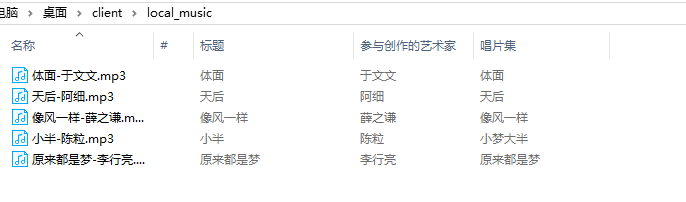 电脑 > 桌面 > client > local_music
名称 # 标题 参与创作的艺术家 唱片集
体面-于文文.mp3 体面 于文文 体面
天后-阿细.mp3 天后 阿细 天后
像风一样-薛之谦.m... 像风一样 薛之谦 像风一样
小半-陈粒.mp3 小半 陈粒 小梦大半
原来都是梦-李行亮.... 原来都是梦 李行亮 原来都是梦